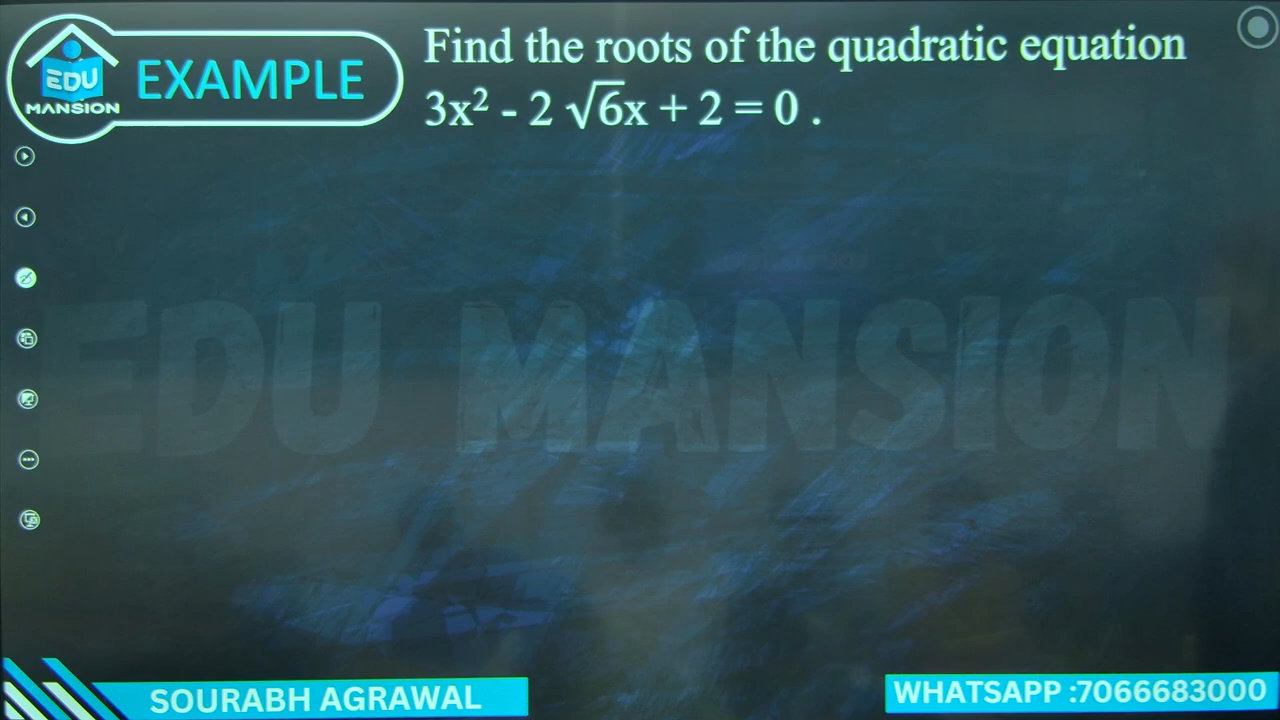 EDU
MANSION
EXAMPLE
Find the roots of the quadratic equation
3x² - 2 √6x + 2 = 0 .
EDU MANSION
SOURABH AGRAWAL
WHATSAPP :7066683000